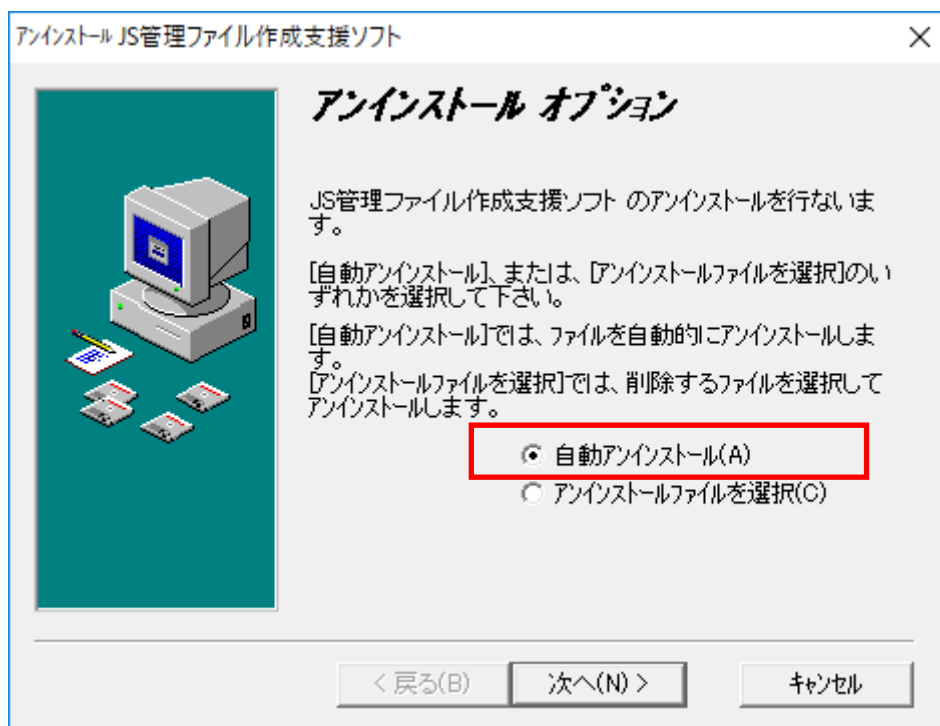 アンインストール JS管理ファイル作成支援ソフト
アンインストール オプション
JS管理ファイル作成支援ソフト のアンインストールを行ないま
す。
[自動アンインストール]、または、[アンインストールファイルを選択]のい
ずれかを選択して下さい。
[自動アンインストール]では、ファイルを自動的にアンインストールしま
す。
[アンインストールファイルを選択]では、削除するファイルを選択して
アンインストールします。
自動アンインストール(A)
アンインストールファイルを選択(C)
< 戻る(B)
次へ(N) >
キャンセル